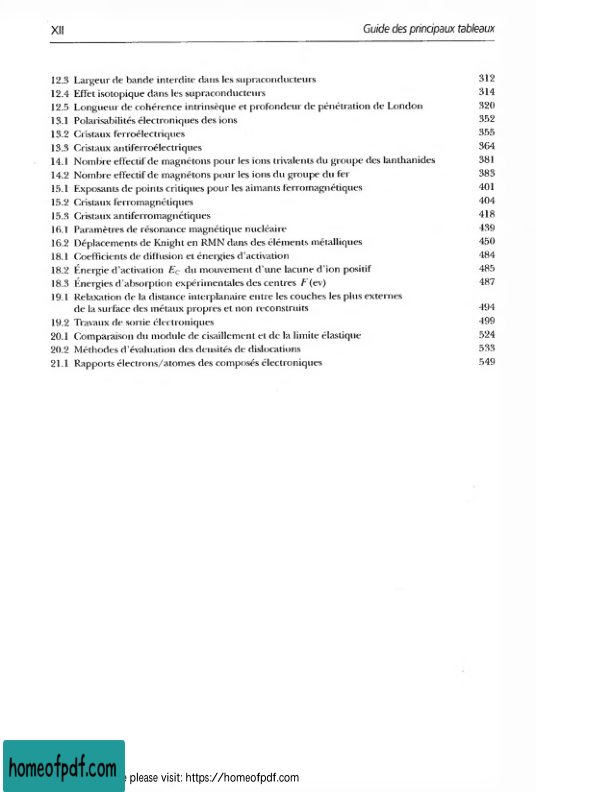 XII Guide des principaux tableaux
12.3 Largeur de bande interdite dans les supraconducteurs 312
12.4 Effet isotopique dans les supraconducteurs 314
12.5 Longueur de cohérence intrinsèque et profondeur de pénétration de London 320
13.1 Polarisabilités électroniques des ions 352
13.2 Cristaux ferroélectriques 355
13.3 Cristaux antiferroélectriques 364
14.1 Nombre effectif de magnétons pour les ions trivalents du groupe des lanthanides 381
14.2 Nombre effectif de magnétons pour les ions du groupe du fer 383
15.1 Exposants de points critiques pour les aimants ferromagnétiques 401
15.2 Cristaux ferromagnétiques 404
15.3 Cristaux antiferromagnétiques 418
16.1 Paramètres de résonance magnétique nucléaire 439
16.2 Déplacements de Knight en RMN dans des éléments métalliques 450
18.1 Coefficients de diffusion et énergies d'activation 484
18.2 Énergie d'activation E_C du mouvement d'une lacune d'ion positif 485
18.3 Énergies d'absorption expérimentales des centres F (ev) 487
19.1 Relaxation de la distance interplanaire entre les couches les plus externes
de la surface des métaux propres et non reconstruits 494
19.2 Travaux de sortie électroniques 499
20.1 Comparaison du module de cisaillement et de la limite élastique 524
20.2 Méthodes d'évaluation des densités de dislocations 533
21.1 Rapports électrons/atomes des composés électroniques 549
homeofpdf.com
please visit: https://homeofpdf.com